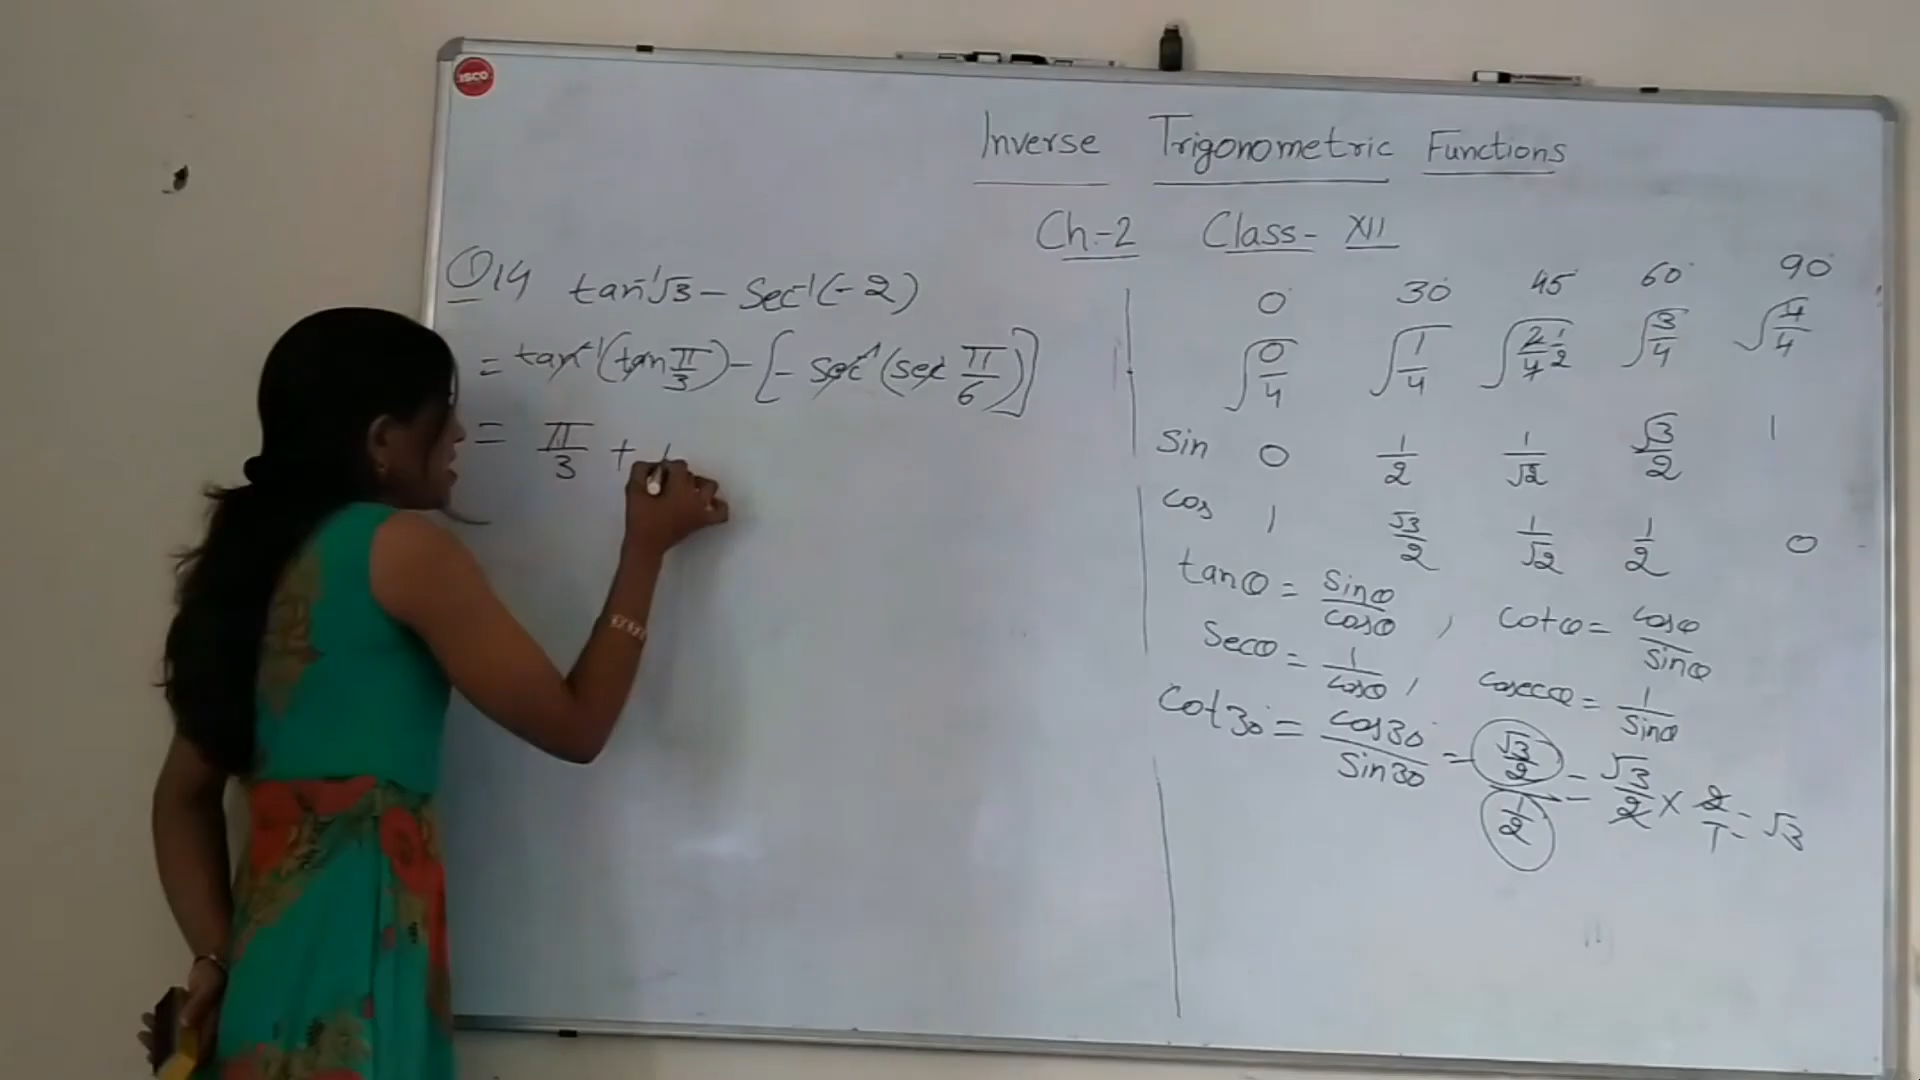 ISCO
Inverse Trigonometric Functions
Ch.-2 Class- XII
Q14 tan⁻¹√3 - Sec⁻¹(-2)
= tan⁻¹(tan π/3) - [- sec⁻¹(sec π/6)]
= π/3 +
0° 30° 45° 60° 90°
√0/4 √1/4 √2/4 1/2 √3/4 √4/4
Sin 0 1/2 1/√2 √3/2 1
cos 1 √3/2 1/√2 1/2 0
tanθ = sinθ/cosθ , cotθ = cosθ/sinθ
Secθ = 1/cosθ , cosecθ = 1/sinθ
Cot30° = cos30°/Sin30 = √3/2 / 1/2 = √3/2 × 2/1 = √3